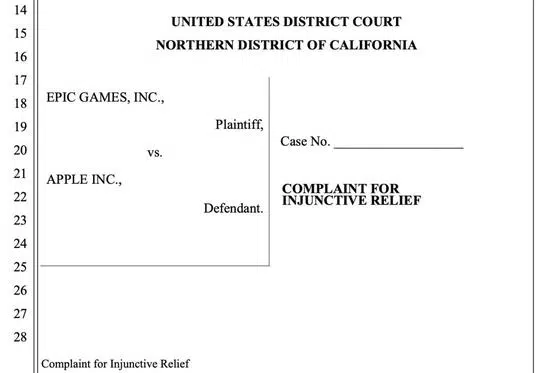 14
UNITED STATES DISTRICT COURT
15
NORTHERN DISTRICT OF CALIFORNIA
16
17
EPIC GAMES, INC.,
18
Plaintiff,
19
Case No. ___________________
20
vs.
21
APPLE INC.,
COMPLAINT FOR
22
INJUNCTIVE RELIEF
Defendant.
23
24
25
26
27
28
Complaint for Injunctive Relief